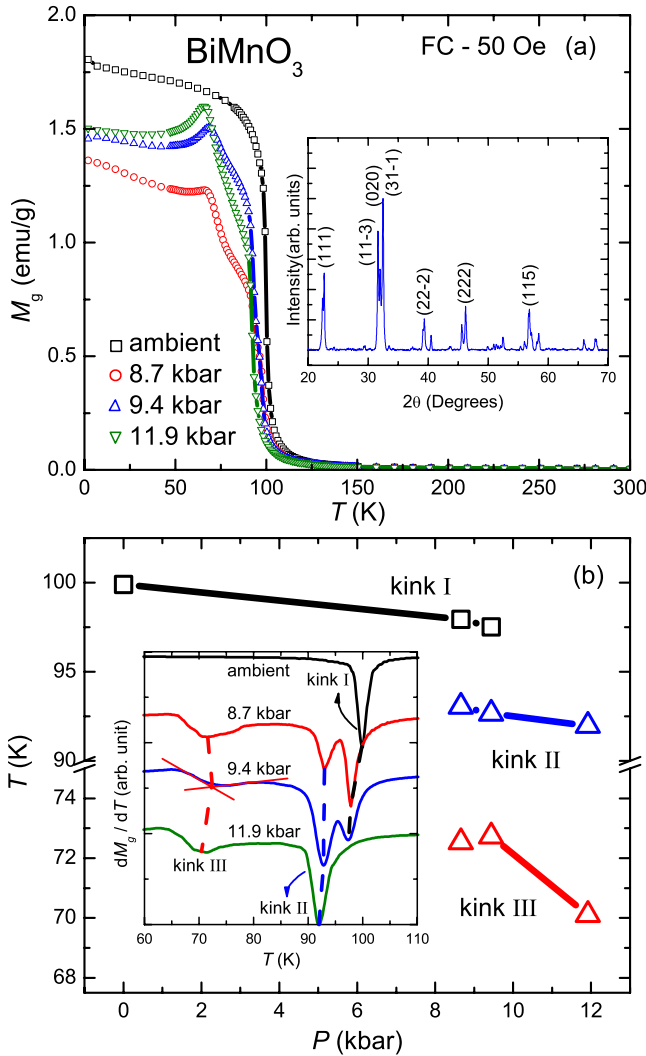 BiMnO3
FC - 50 Oe (a)
2.0
1.5
1.0
0.5
0.0
Mg (emu/g)
ambient
8.7 kbar
9.4 kbar
11.9 kbar
0 50 100 150 200 250 300
T (K)
Intensity(arb. units)
(111)
(11-3)
(020)
(31-1)
(22-2)
(222)
(115)
20 30 40 50 60 70
2θ (Degrees)
(b)
kink I
kink II
kink III
100
95
90
74
72
70
68
T (K)
0 2 4 6 8 10 12
P (kbar)
ambient
kink I
8.7 kbar
9.4 kbar
11.9 kbar
kink III
kink II
dMg / dT (arb. unit)
60 70 80 90 100 110
T (K)